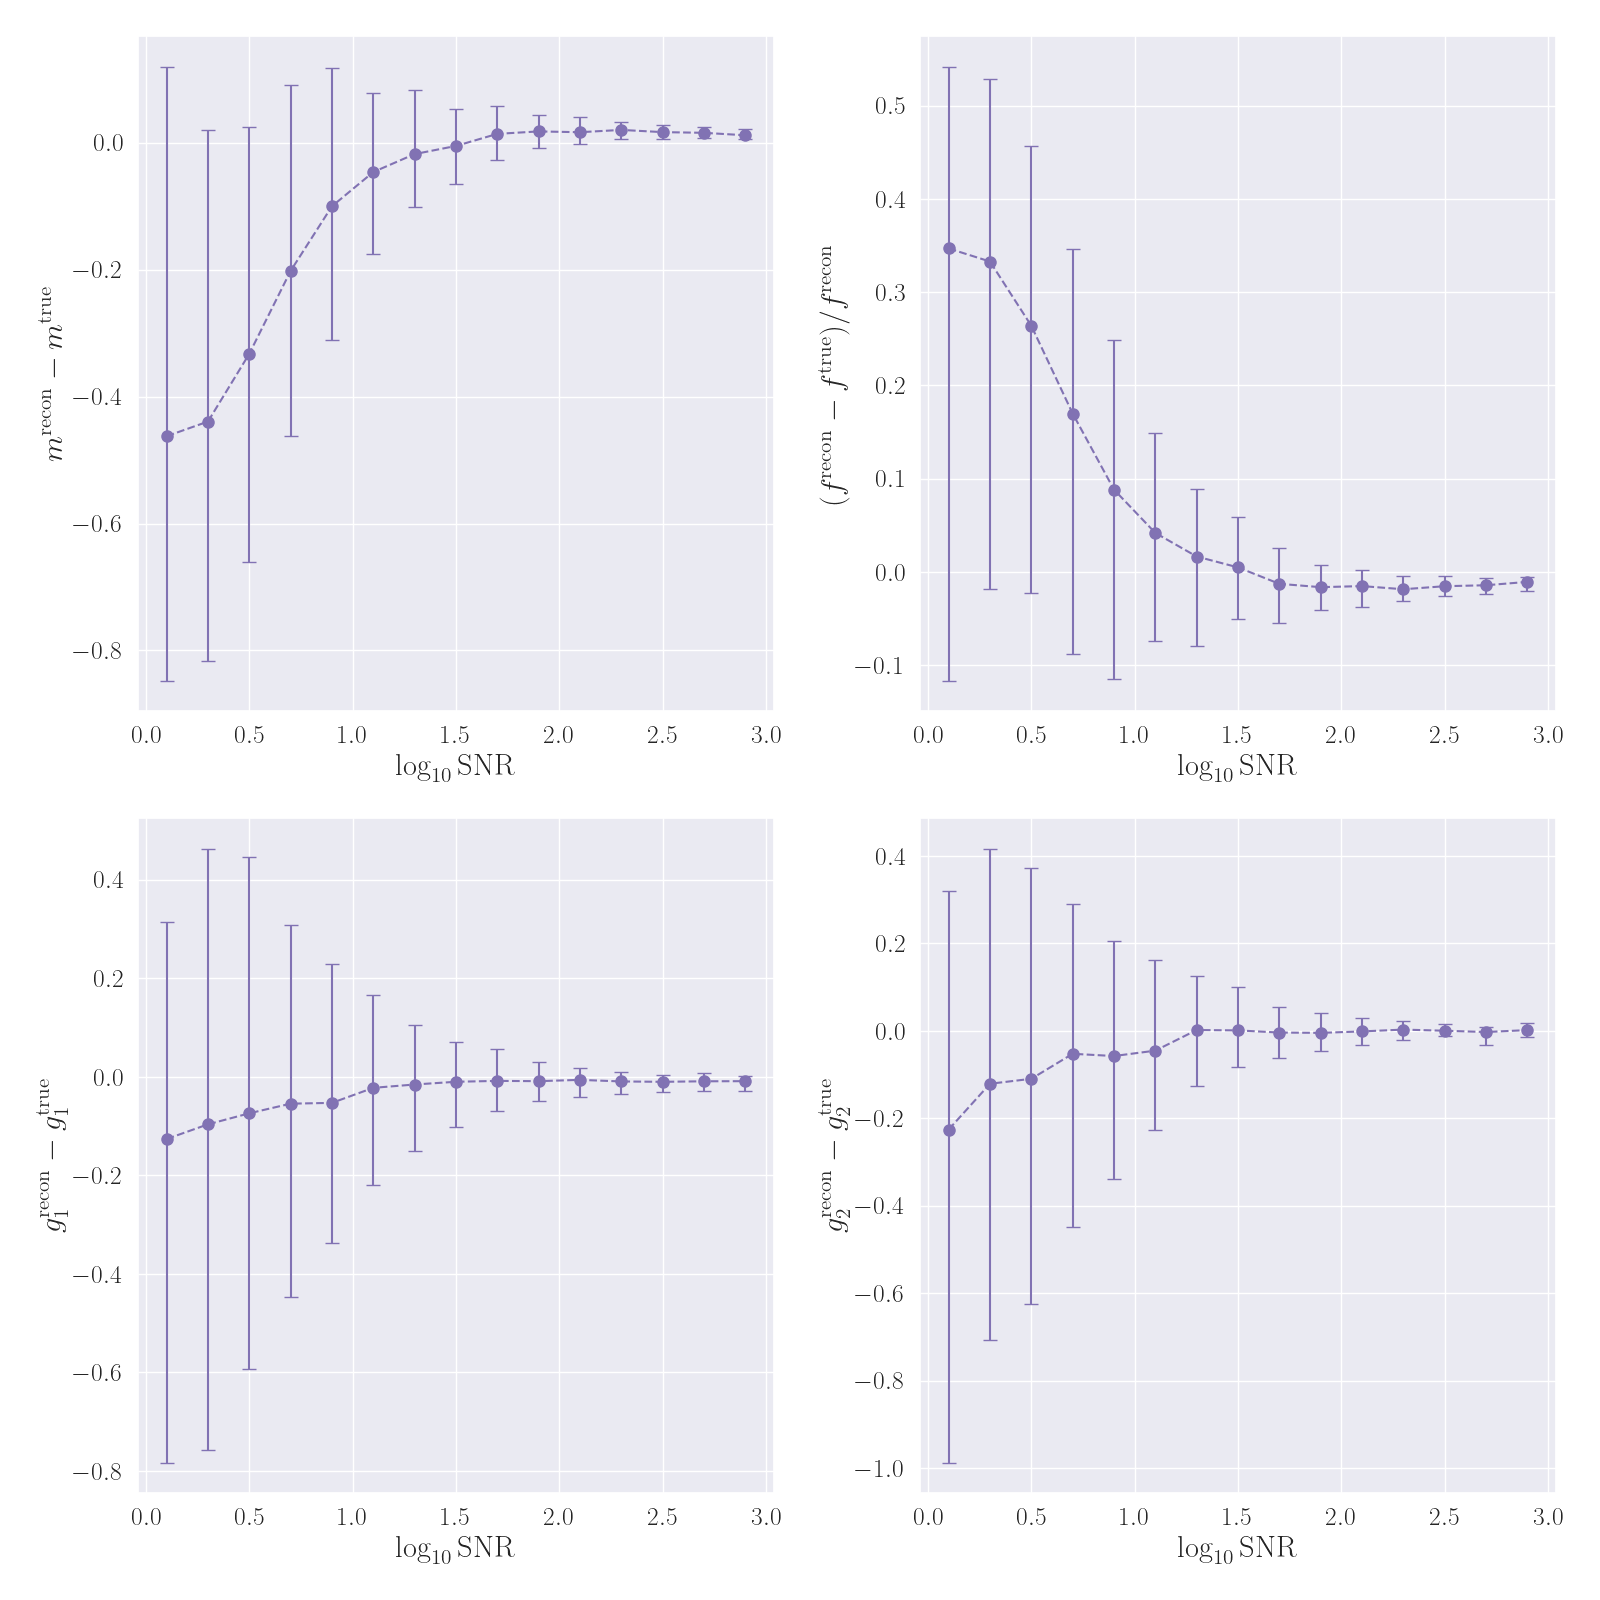 0.0
−0.2
−0.4
−0.6
−0.8
m^recon − m^true
0.0 0.5 1.0 1.5 2.0 2.5 3.0
log₁₀ SNR
0.5
0.4
0.3
0.2
0.1
0.0
−0.1
(f^recon − f^true)/f^recon
0.0 0.5 1.0 1.5 2.0 2.5 3.0
log₁₀ SNR
0.4
0.2
0.0
−0.2
−0.4
−0.6
−0.8
g₁^recon − g₁^true
0.0 0.5 1.0 1.5 2.0 2.5 3.0
log₁₀ SNR
0.4
0.2
0.0
−0.2
−0.4
−0.6
−0.8
−1.0
g₂^recon − g₂^true
0.0 0.5 1.0 1.5 2.0 2.5 3.0
log₁₀ SNR